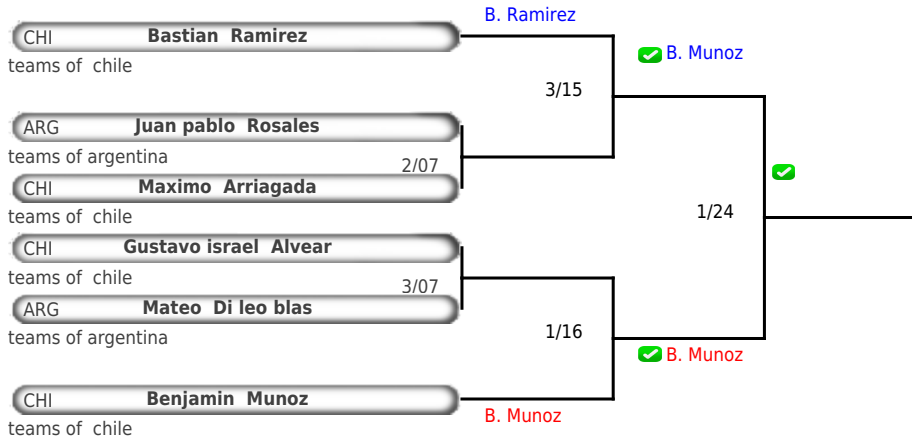 B. Ramirez
CHI Bastian Ramirez
teams of chile
B. Munoz
3/15
ARG Juan pablo Rosales
teams of argentina
2/07
CHI Maximo Arriagada
teams of chile
1/24
CHI Gustavo israel Alvear
teams of chile
3/07
ARG Mateo Di leo blas
teams of argentina
1/16
B. Munoz
CHI Benjamin Munoz
B. Munoz
teams of chile